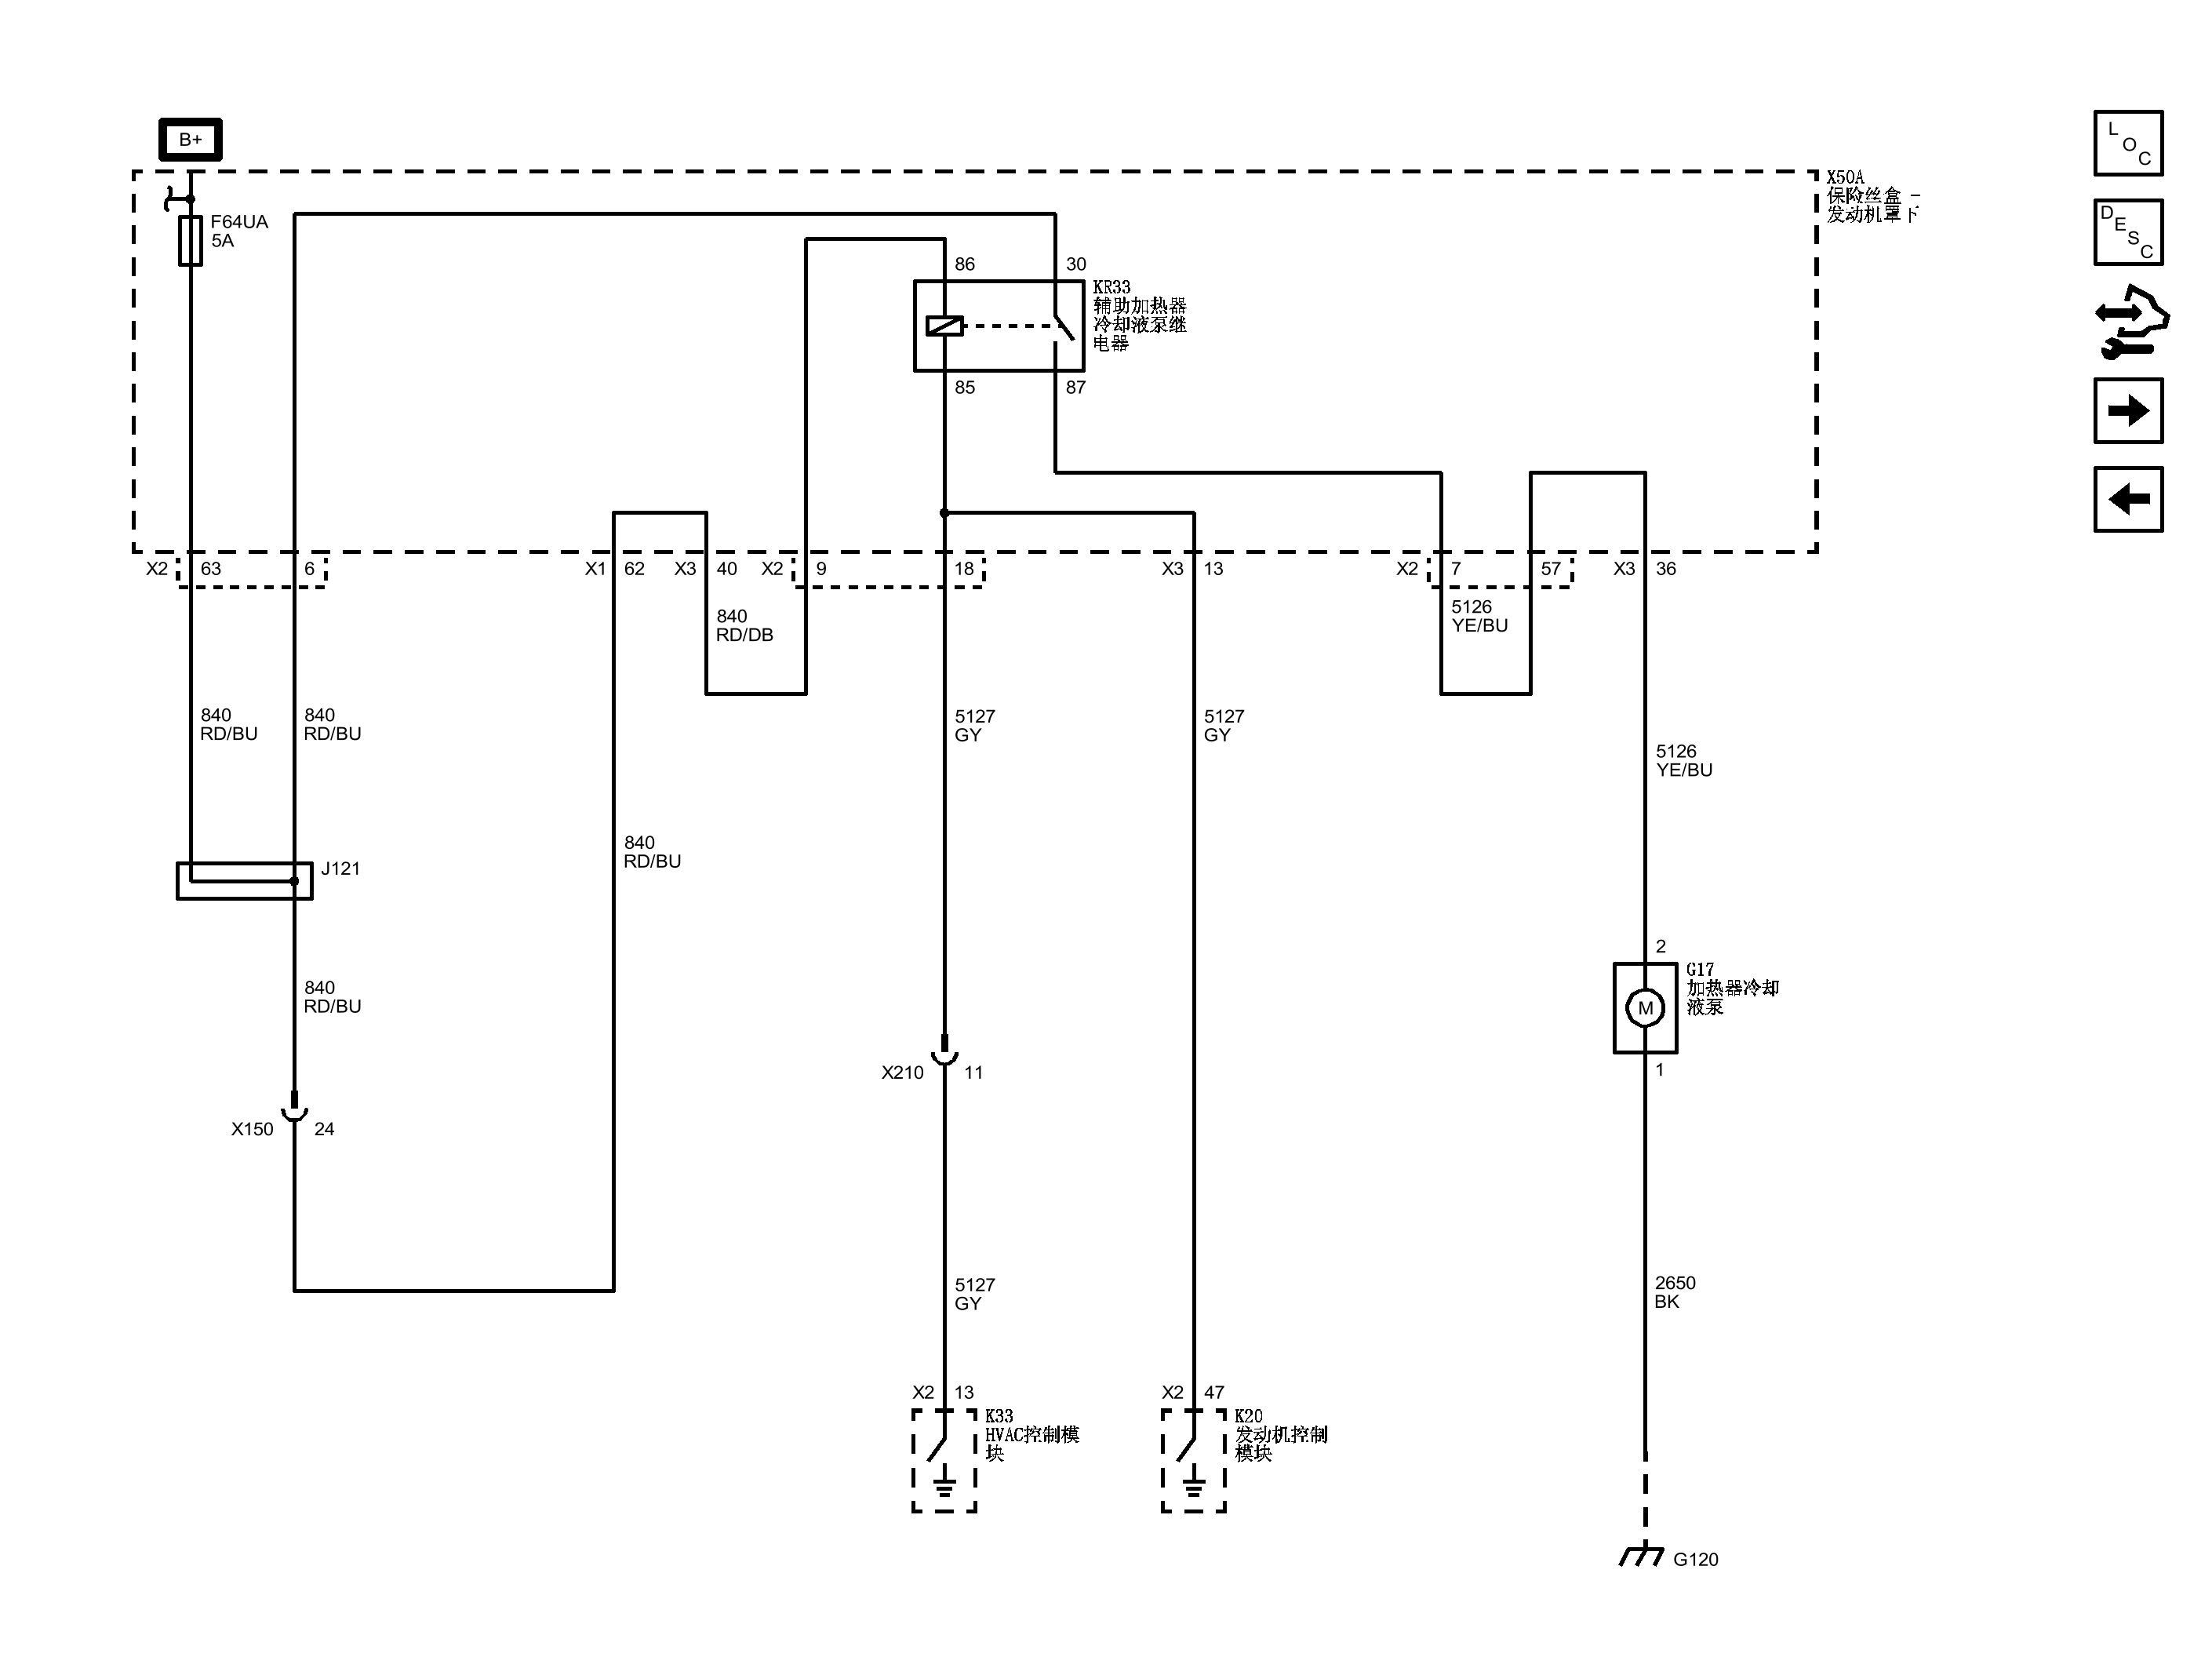 B+
L
O
C
X50A
保险丝盒 -
发动机罩下
D
E
S
C
F64UA
5A
86
30
KR33
辅助加热器
冷却液泵继
电器
85
87
X2 63
6
X1 62
X3 40
X2 9
18
X3 13
X2 7
57
X3 36
840
RD/DB
5126
YE/BU
840
RD/BU
840
RD/BU
5127
GY
5127
GY
5126
YE/BU
840
RD/BU
J121
2
G17
加热器冷却
液泵
M
1
840
RD/BU
X210 11
X150 24
5127
GY
2650
BK
X2 13
K33
HVAC控制模
块
X2 47
K20
发动机控制
模块
G120